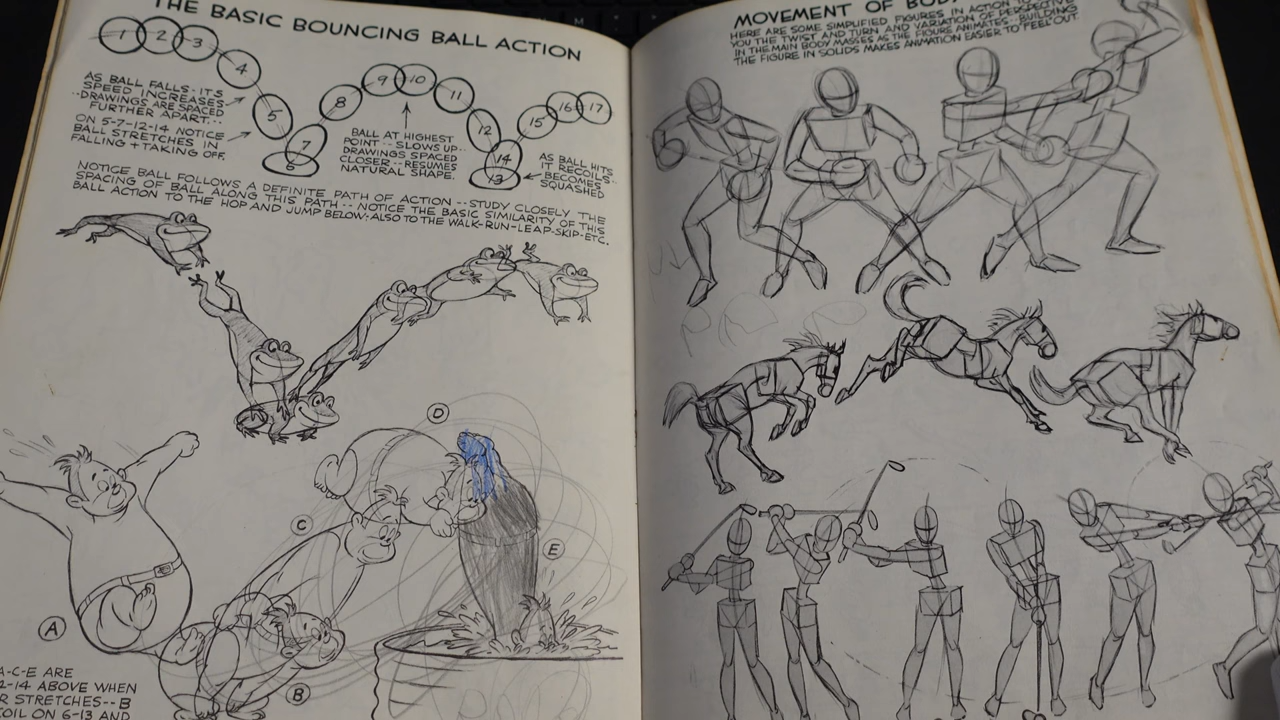 THE BASIC BOUNCING BALL ACTION
1 2 3 4 5 6 7 8 9 10 11 12 13 14 15 16 17
AS BALL FALLS - ITS
SPEED INCREASES
--DRAWINGS ARE SPACED
FURTHER APART...
ON 5-7-12-14 NOTICE
BALL STRETCHES IN
FALLING + TAKING OFF.
BALL AT HIGHEST
POINT -- SLOWS UP--
DRAWINGS SPACED
CLOSER -- RESUMES
NATURAL SHAPE.
AS BALL HITS
IT RECOILS--
BECOMES
SQUASHED
NOTICE BALL FOLLOWS A DEFINITE PATH OF ACTION -- STUDY CLOSELY THE
SPACING OF BALL ALONG THIS PATH -- NOTICE THE BASIC SIMILARITY OF THIS
BALL ACTION TO THE HOP AND JUMP BELOW: ALSO TO THE WALK-RUN-LEAP-SKIP-ETC.
D
C
E
A
B
A-C-E ARE
2-14 ABOVE WHEN
R STRETCHES -- B
COIL ON 6-13 AND
MOVEMENT OF
HERE ARE SOME SIMPLIFIED FIGURES IN ACTION TO
YOU THE TWIST AND TURN AND VARIATION OF PERSPECTIVE
IN THE MAIN BODY MASSES AS THE FIGURE ANIMATES. BUILDING
THE FIGURE IN SOLIDS MAKES ANIMATION EASIER TO "FEEL" OUT.